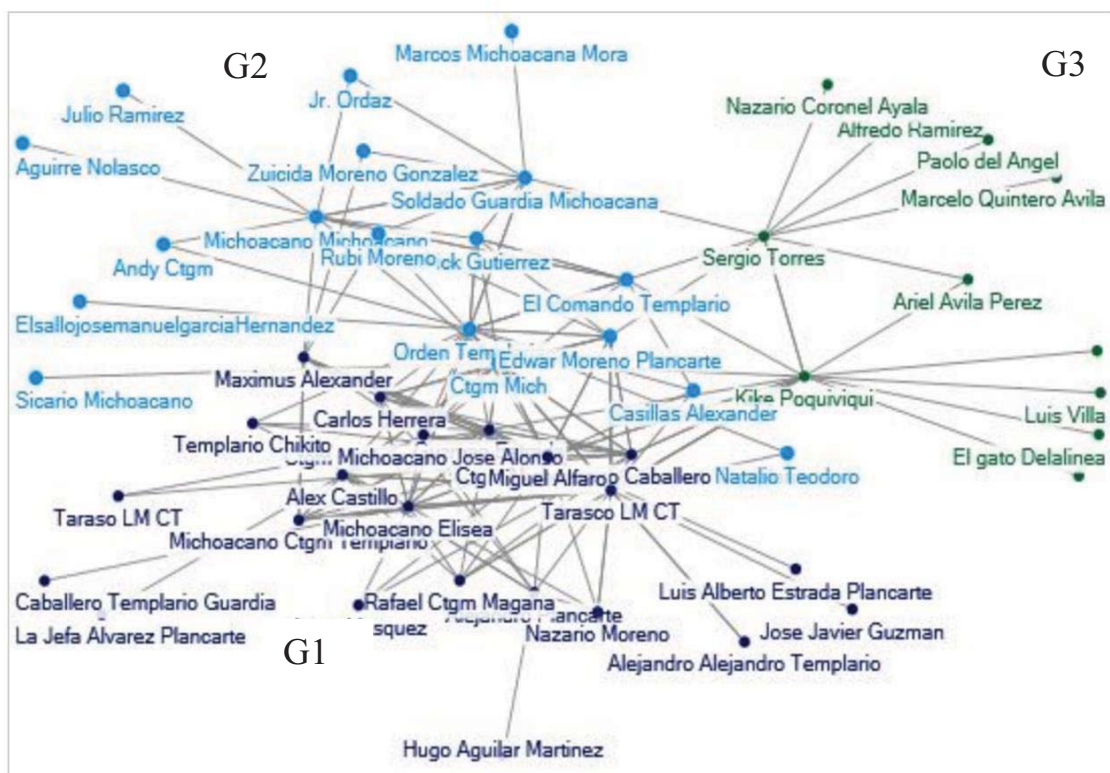 Marcos Michoacana Mora
G2
G3
Jr. Ordaz
Julio Ramirez
Nazario Coronel Ayala
Alfredo Ramirez
Paolo del Angel
Aguirre Nolasco
Zuicida Moreno Gonzalez
Marcelo Quintero Avila
Soldado Guardia Michoacana
Michoacano Michoacano
Rubi Moreno
ck Gutierrez
Sergio Torres
Andy Ctgm
El Comando Templario
Ariel Avila Perez
ElsallojosemanuelgarciaHernandez
Orden
Edwar Moreno Plancarte
Maximus Alexander
Ctgm Mich
Sicario Michoacano
Kike Poquiviqui
Casillas Alexander
Luis Villa
Carlos Herrera
Templario Chikito
Ctgm Michoacano
Jose Alonso
El gato Delalinea
Miguel Alfaro
Caballero
Natalio Teodoro
Alex Castillo
Tarasco LM CT
Taraso LM CT
Michoacano Elisea
Michoacano Ctgm Templario
Luis Alberto Estrada Plancarte
Caballero Templario Guardia
Rafael Ctgm Magana
Alejandro Plancarte
La Jefa Alvarez Plancarte
Nazario Moreno
Jose Javier Guzman
G1
Alejandro Alejandro Templario
Hugo Aguilar Martinez